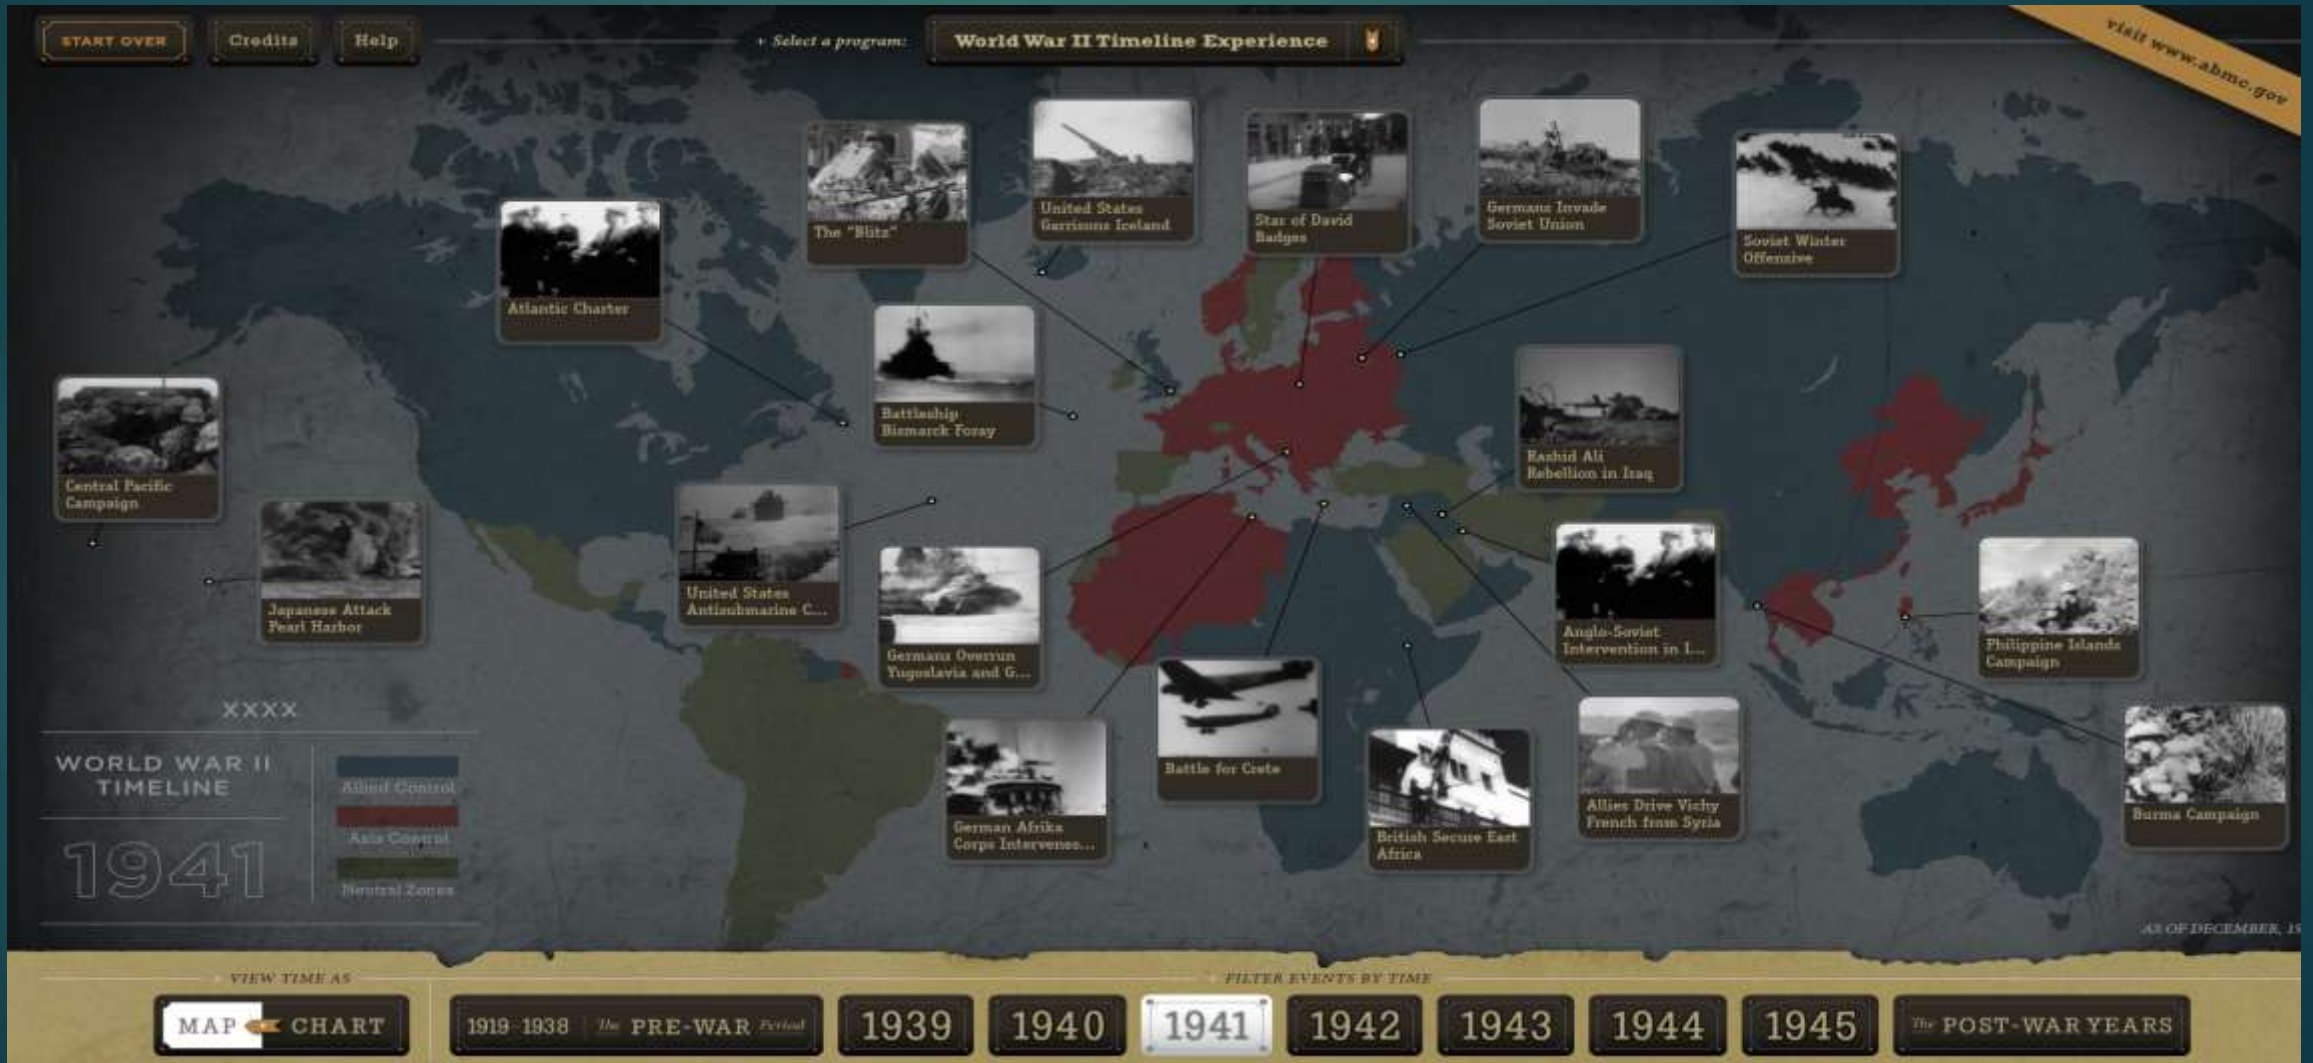 START OVER
Credits
Help
+ Select a program:
World War II Timeline Experience
visit www.abmc.gov
Atlantic Charter
The "Blitz"
United States
Garrisons Iceland
Star of David
Badges
Germans Invade
Soviet Union
Soviet Winter
Offensive
Central Pacific
Campaign
Battleship
Bismarck Foray
Rashid Ali
Rebellion in Iraq
Japanese Attack
Pearl Harbor
United States
Antisubmarine C...
Germans Overrun
Yugoslavia and G...
Anglo-Soviet
Intervention in I...
Philippine Islands
Campaign
German Afrika
Corps Intervenes...
Battle for Crete
British Secure East
Africa
Allies Drive Vichy
French from Syria
Burma Campaign
XXXX
WORLD WAR II
TIMELINE
1941
Allied Control
Axis Control
Neutral Zones
AS OF DECEMBER, 19
VIEW TIME AS
MAP CHART
FILTER EVENTS BY TIME
1919-1938 The PRE-WAR Period
1939
1940
1941
1942
1943
1944
1945
The POST-WAR YEARS